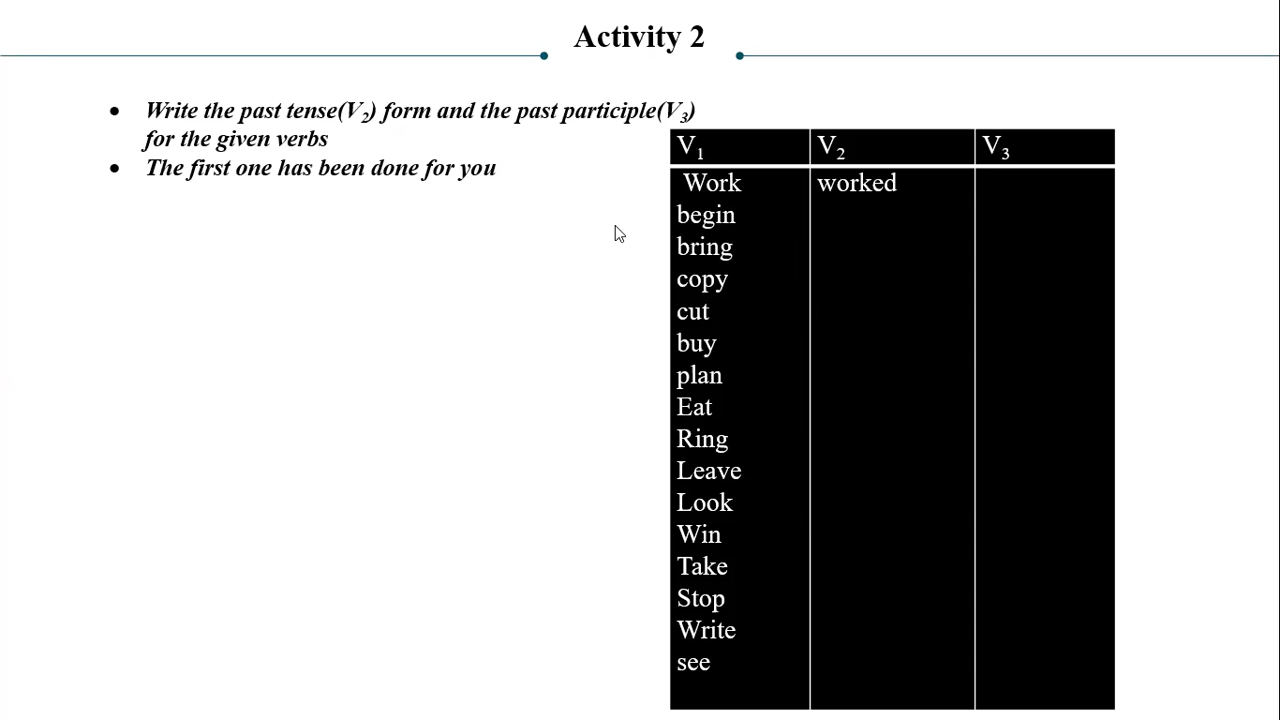 Activity 2
• Write the past tense(V₂) form and the past participle(V₃)
for the given verbs
• The first one has been done for you
V₁ V₂ V₃
Work worked
begin
bring
copy
cut
buy
plan
Eat
Ring
Leave
Look
Win
Take
Stop
Write
see